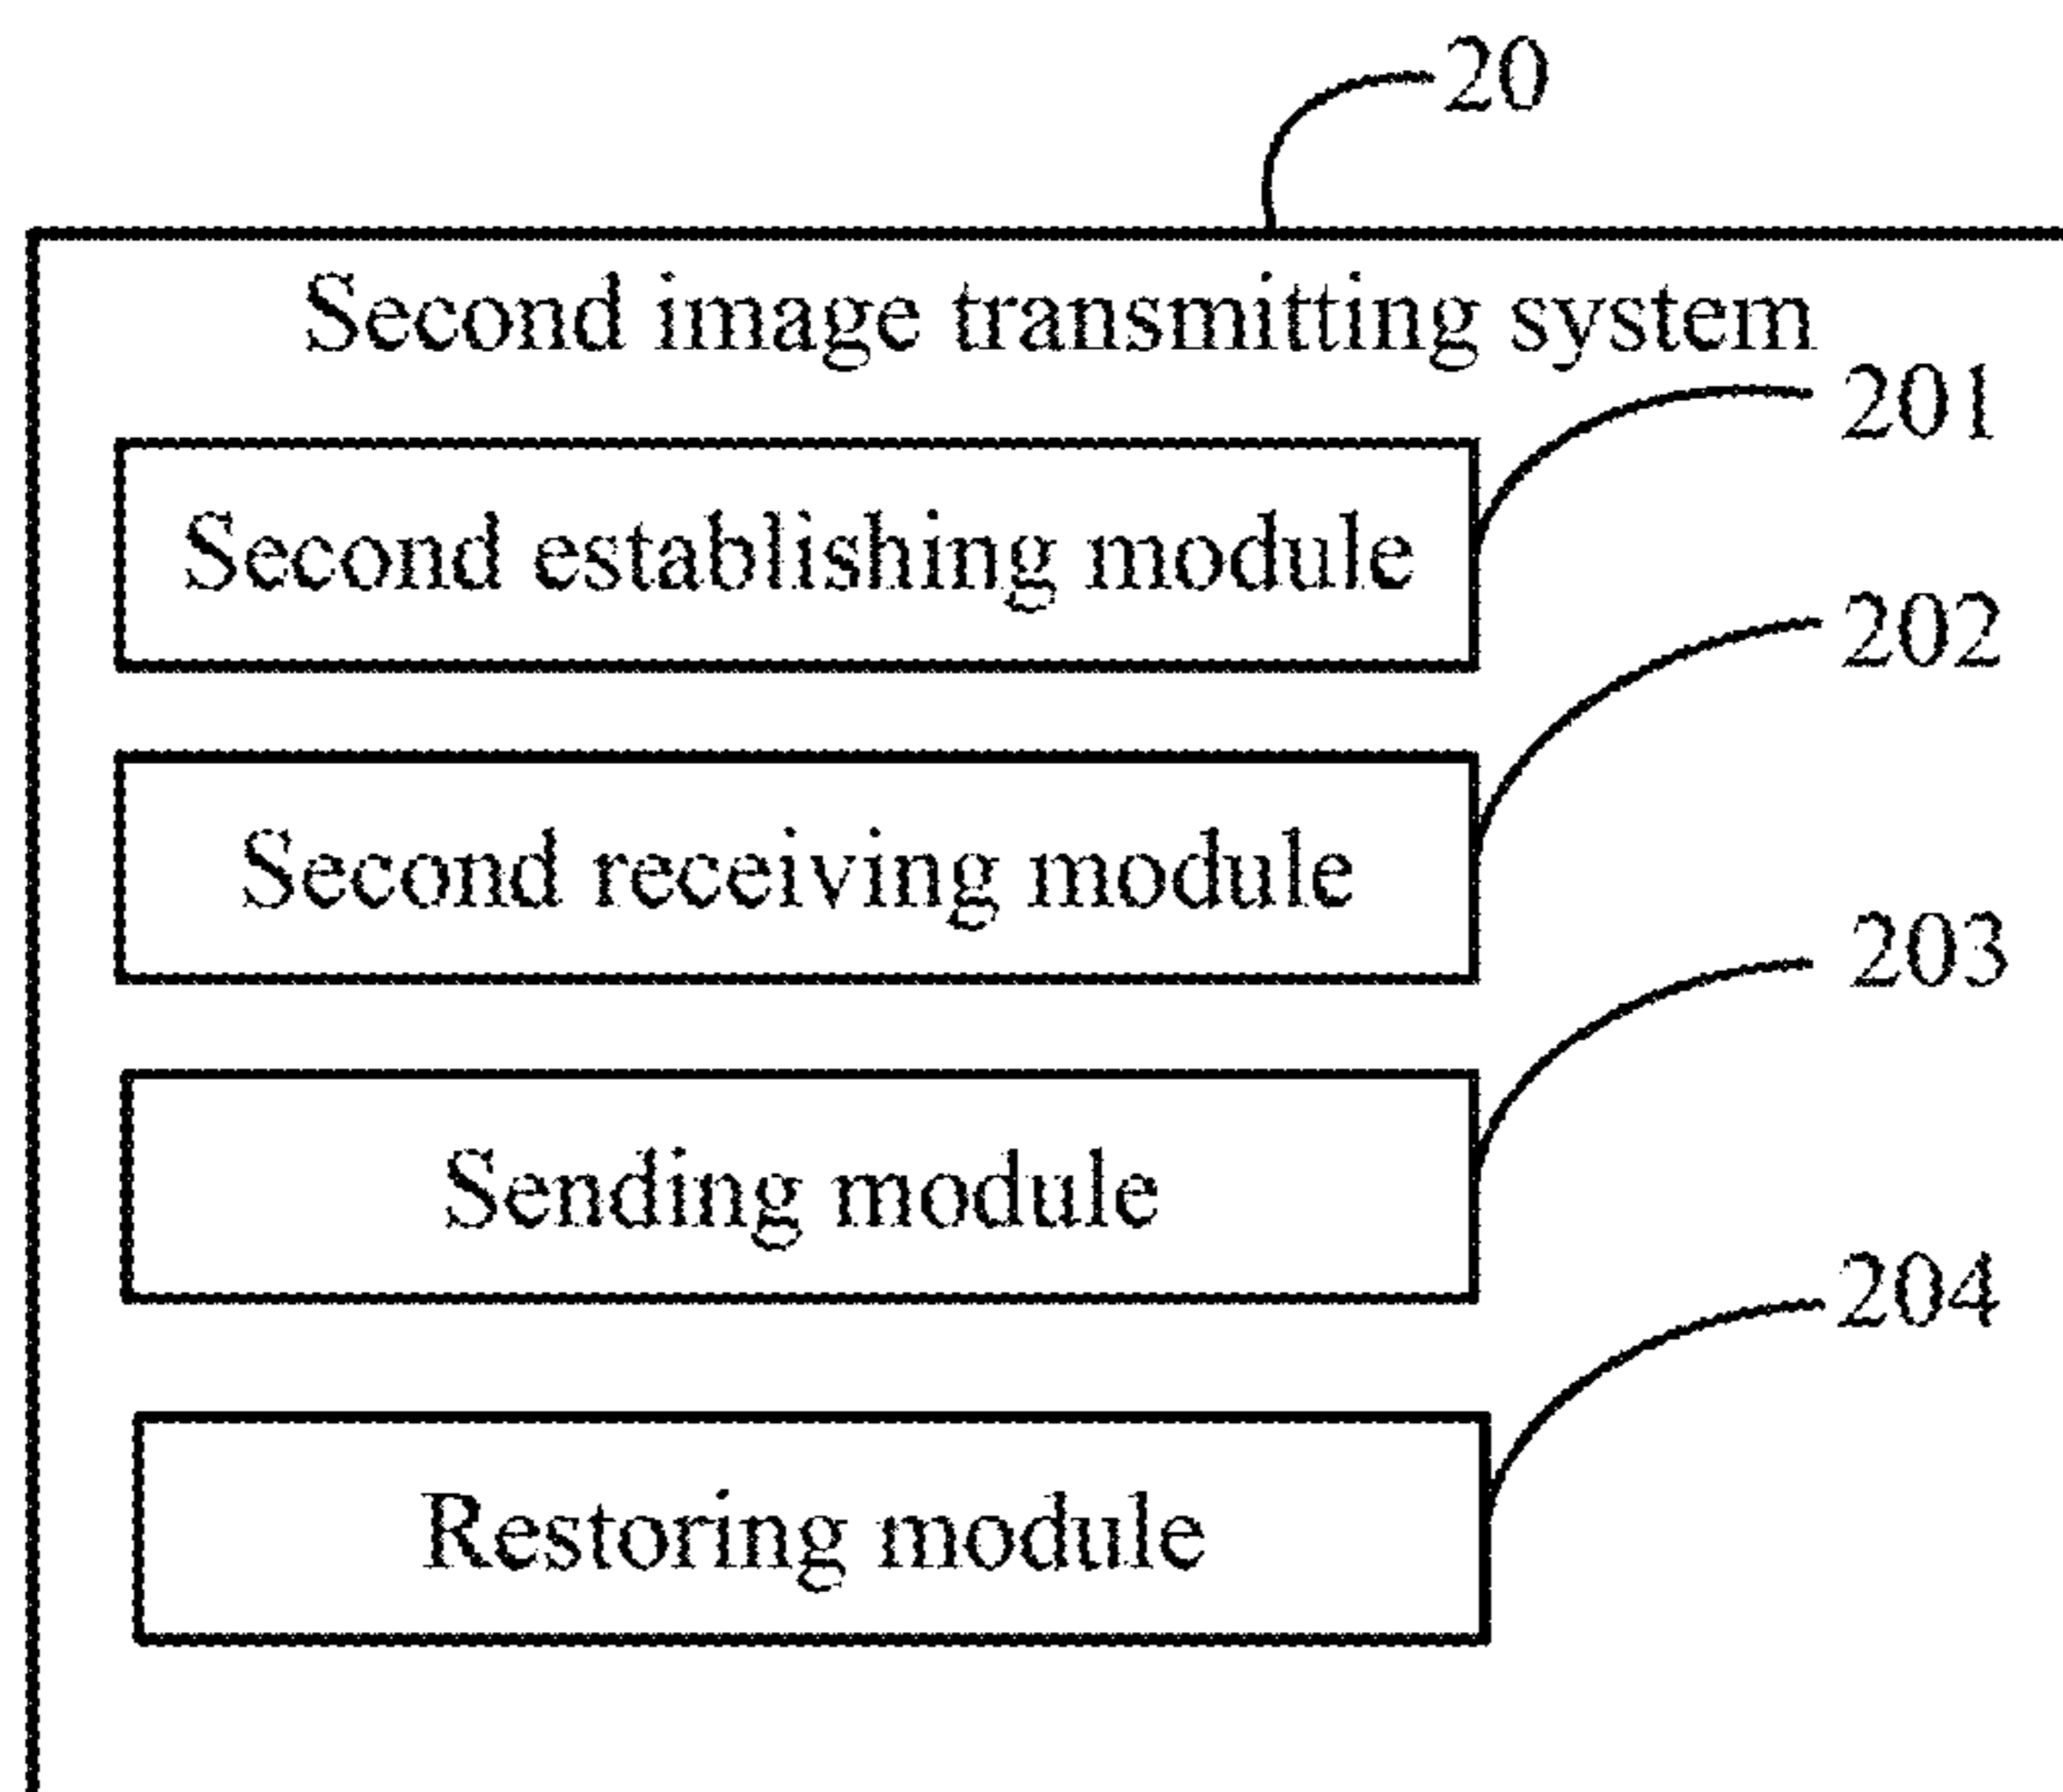 20
Second image transmitting system
201
Second establishing module
202
Second receiving module
203
Sending module
204
Restoring module